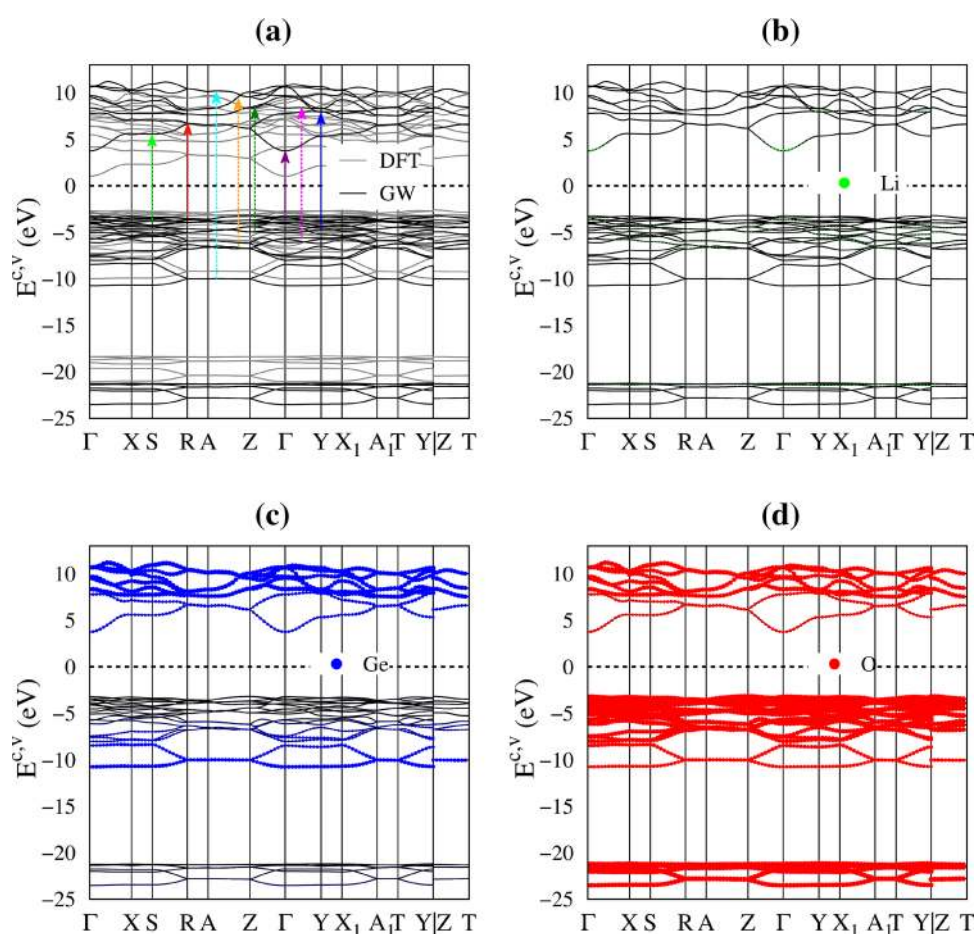 (a)
10
5
0
−5
−10
−15
−20
−25
E^c,v (eV)
DFT
GW
Γ X S R A Z Γ Y X₁ A₁ T Y|Z T
(b)
10
5
0
−5
−10
−15
−20
−25
E^c,v (eV)
Li
Γ X S R A Z Γ Y X₁ A₁ T Y|Z T
(c)
10
5
0
−5
−10
−15
−20
−25
E^c,v (eV)
Ge
Γ X S R A Z Γ Y X₁ A₁ T Y|Z T
(d)
10
5
0
−5
−10
−15
−20
−25
E^c,v (eV)
O
Γ X S R A Z Γ Y X₁ A₁ T Y|Z T